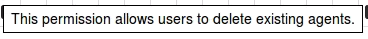 This permission allows users to delete existing agents.